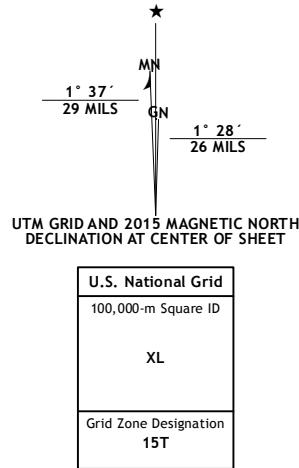 MN
1° 37´
29 MILS
GN
1° 28´
26 MILS
UTM GRID AND 2015 MAGNETIC NORTH
DECLINATION AT CENTER OF SHEET
U.S. National Grid
100,000-m Square ID
XL
Grid Zone Designation
15T